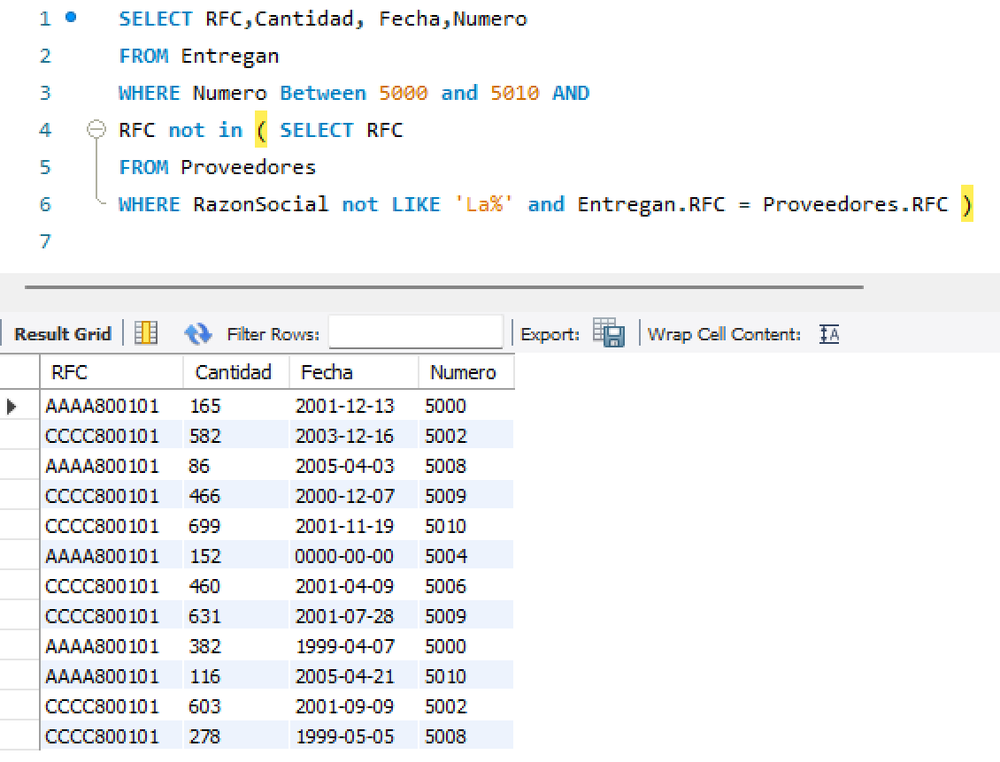 1 SELECT RFC,Cantidad, Fecha,Numero
2 FROM Entregan
3 WHERE Numero Between 5000 and 5010 AND
4 RFC not in ( SELECT RFC
5 FROM Proveedores
6 WHERE RazonSocial not LIKE 'La%' and Entregan.RFC = Proveedores.RFC )
7
Result Grid Filter Rows: Export: Wrap Cell Content:
RFC Cantidad Fecha Numero
AAAA800101 165 2001-12-13 5000
CCCC800101 582 2003-12-16 5002
AAAA800101 86 2005-04-03 5008
CCCC800101 466 2000-12-07 5009
CCCC800101 699 2001-11-19 5010
AAAA800101 152 0000-00-00 5004
CCCC800101 460 2001-04-09 5006
CCCC800101 631 2001-07-28 5009
AAAA800101 382 1999-04-07 5000
AAAA800101 116 2005-04-21 5010
CCCC800101 603 2001-09-09 5002
CCCC800101 278 1999-05-05 5008